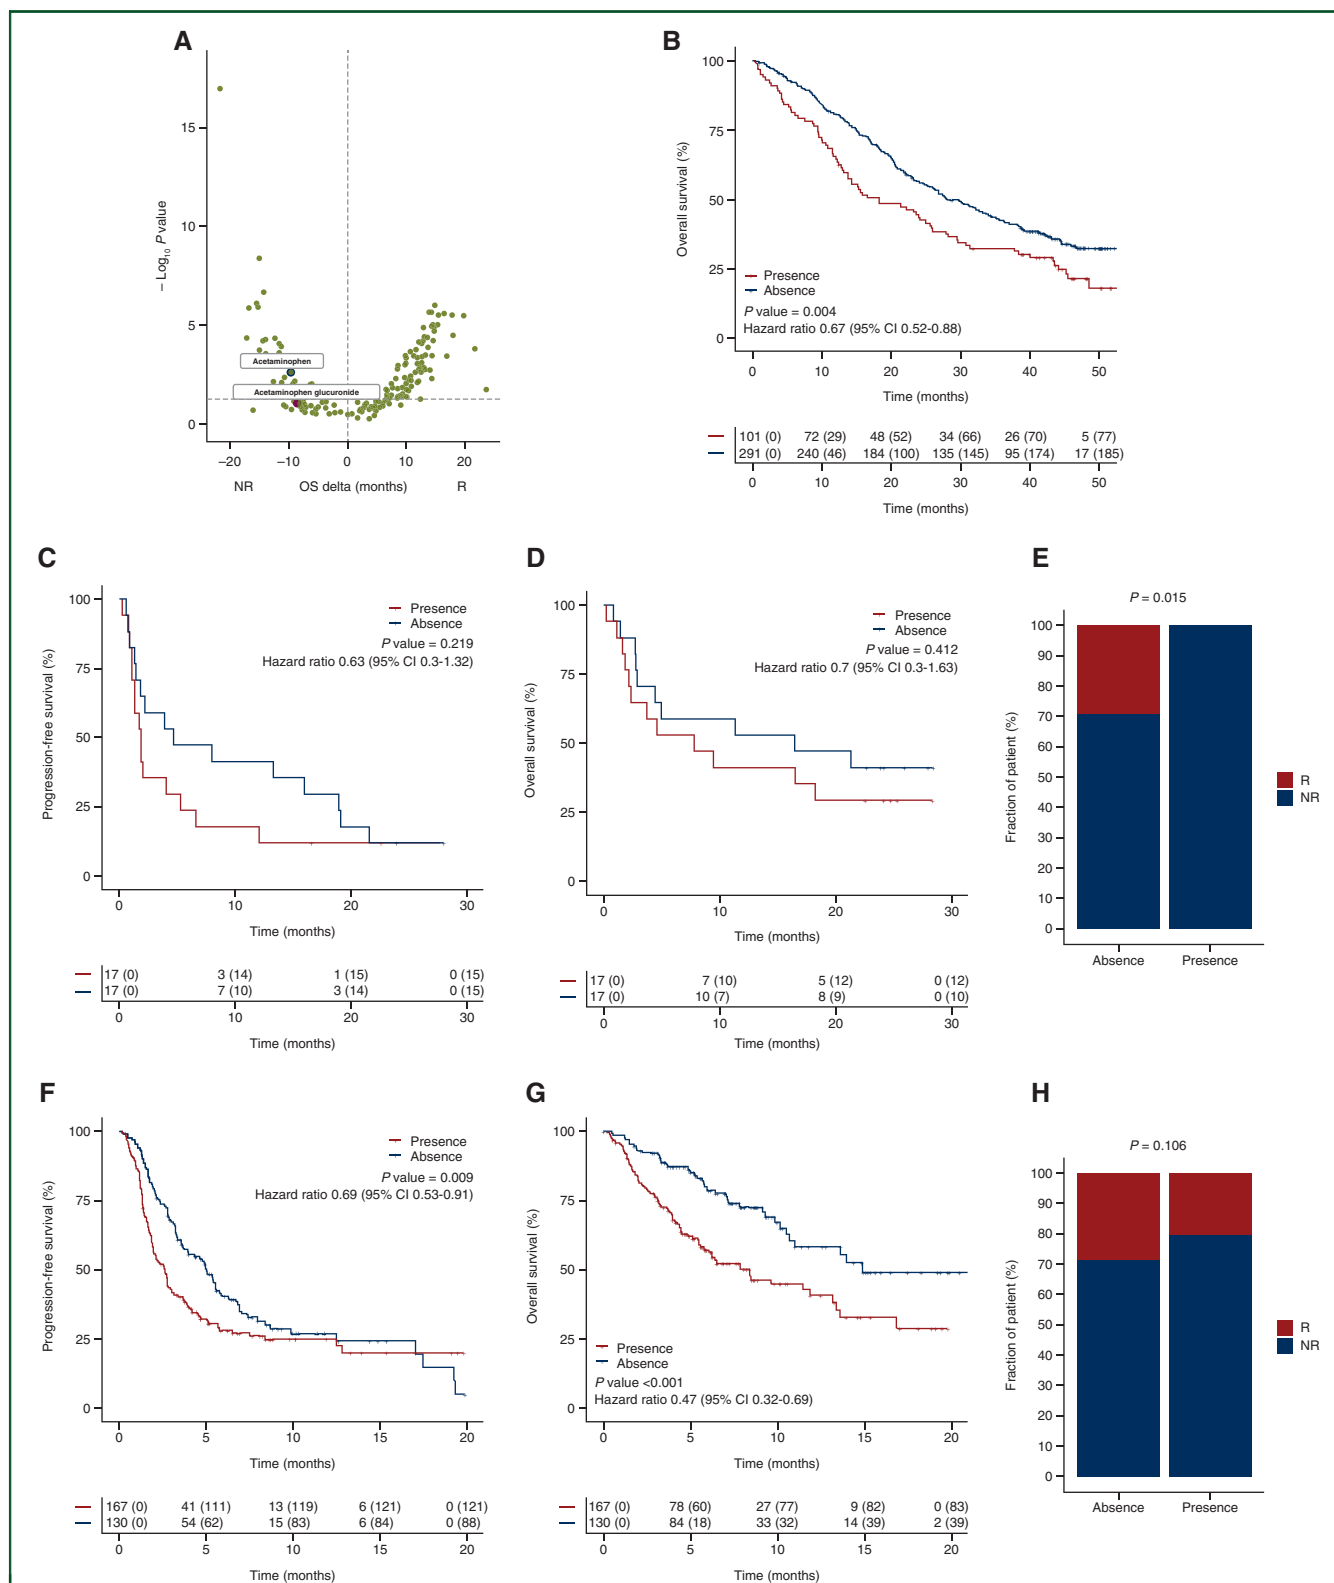 A
– Log10 P value
15
10
5
0
Acetaminophen
Acetaminophen glucuronide
−20 −10 0 10 20
NR OS delta (months) R
B
Overall survival (%)
100
75
50
25
0
Presence
Absence
P value = 0.004
Hazard ratio 0.67 (95% CI 0.52-0.88)
0 10 20 30 40 50
Time (months)
101 (0) 72 (29) 48 (52) 34 (66) 26 (70) 5 (77)
291 (0) 240 (46) 184 (100) 135 (145) 95 (174) 17 (185)
0 10 20 30 40 50
Time (months)
C
Progression-free survival (%)
100
75
50
25
0
Presence
Absence
P value = 0.219
Hazard ratio 0.63 (95% CI 0.3-1.32)
0 10 20 30
Time (months)
17 (0) 3 (14) 1 (15) 0 (15)
17 (0) 7 (10) 3 (14) 0 (15)
0 10 20 30
Time (months)
D
Overall survival (%)
100
75
50
25
0
Presence
Absence
P value = 0.412
Hazard ratio 0.7 (95% CI 0.3-1.63)
0 10 20 30
Time (months)
17 (0) 7 (10) 5 (12) 0 (12)
17 (0) 10 (7) 8 (9) 0 (10)
0 10 20 30
Time (months)
E
P = 0.015
Fraction of patient (%)
100
90
80
70
60
50
40
30
20
10
0
Absence Presence
R
NR
F
Progression-free survival (%)
100
75
50
25
0
Presence
Absence
P value = 0.009
Hazard ratio 0.69 (95% CI 0.53-0.91)
0 5 10 15 20
Time (months)
167 (0) 41 (111) 13 (119) 6 (121) 0 (121)
130 (0) 54 (62) 15 (83) 6 (84) 0 (88)
0 5 10 15 20
Time (months)
G
Overall survival (%)
100
75
50
25
0
Presence
Absence
P value <0.001
Hazard ratio 0.47 (95% CI 0.32-0.69)
0 5 10 15 20
Time (months)
167 (0) 78 (60) 27 (77) 9 (82) 0 (83)
130 (0) 84 (18) 33 (32) 14 (39) 2 (39)
0 5 10 15 20
Time (months)
H
P = 0.106
Fraction of patient (%)
100
90
80
70
60
50
40
30
20
10
0
Absence Presence
R
NR